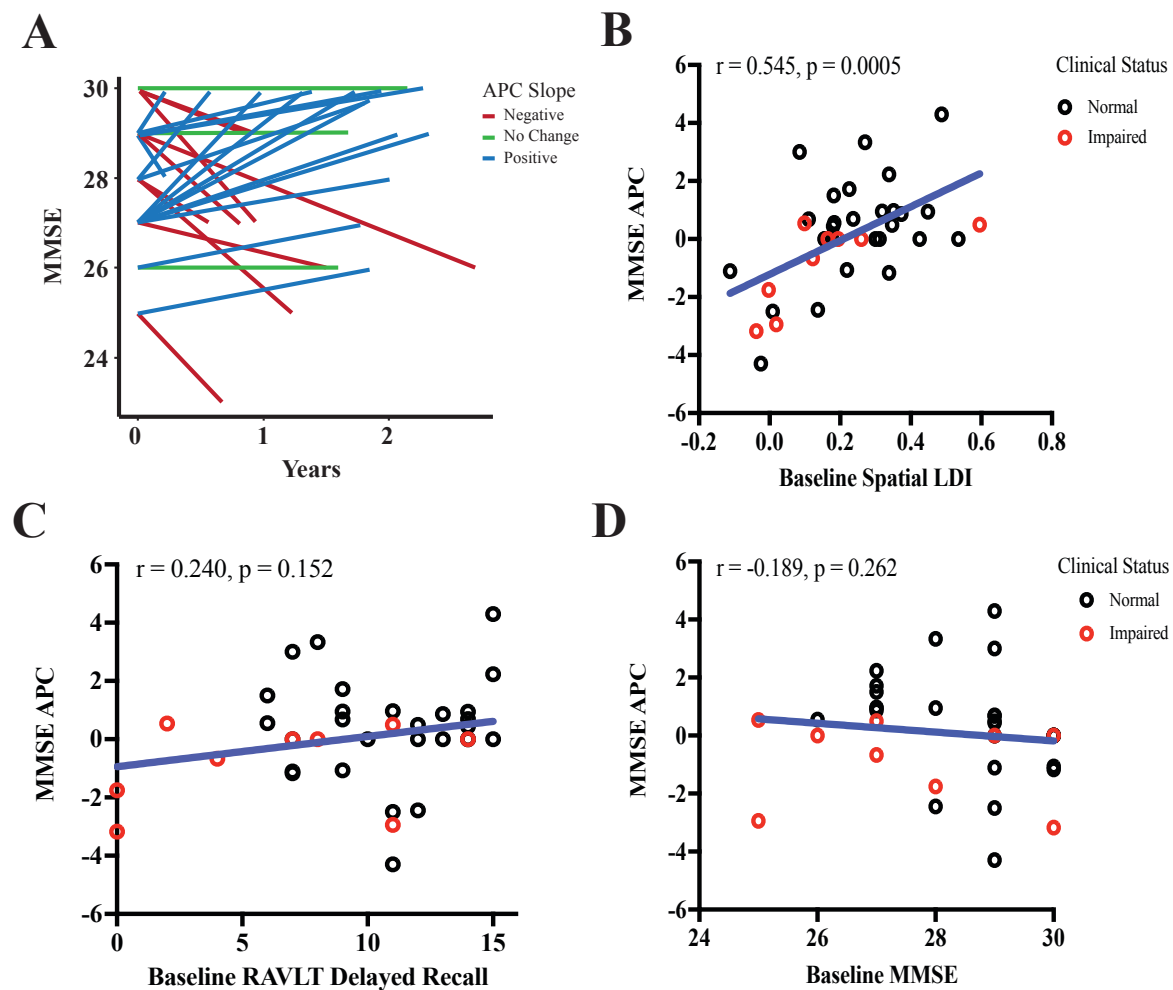 A
MMSE
30
28
26
24
0
1
2
Years
APC Slope
Negative
No Change
Positive
B
r = 0.545, p = 0.0005
Clinical Status
Normal
Impaired
MMSE APC
6
4
2
0
-2
-4
-6
-0.2
0.0
0.2
0.4
0.6
0.8
Baseline Spatial LDI
C
r = 0.240, p = 0.152
MMSE APC
6
4
2
0
-2
-4
-6
0
5
10
15
Baseline RAVLT Delayed Recall
D
r = -0.189, p = 0.262
Clinical Status
Normal
Impaired
MMSE APC
6
4
2
0
-2
-4
-6
24
26
28
30
Baseline MMSE